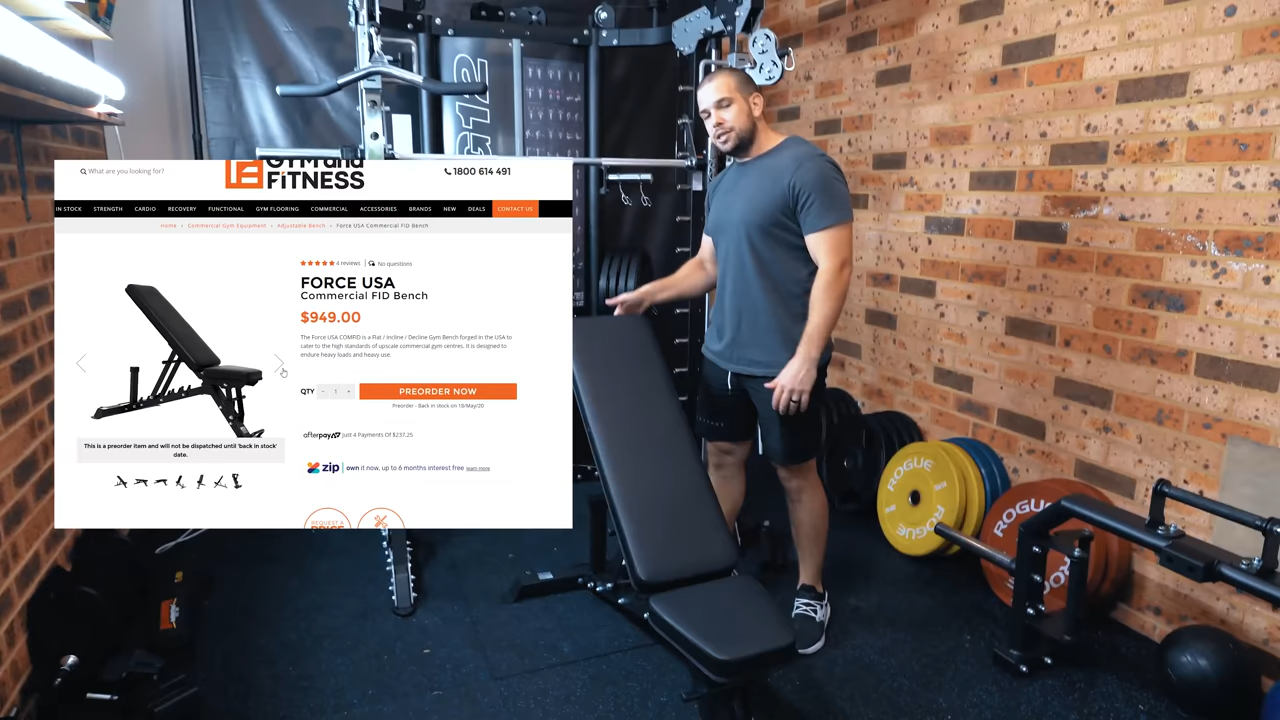 G12
GYM and
FITNESS
What are you looking for?
1800 614 491
IN STOCK STRENGTH CARDIO RECOVERY FUNCTIONAL GYM FLOORING COMMERCIAL ACCESSORIES BRANDS NEW DEALS CONTACT US
Home › Commercial Gym Equipment › Adjustable Bench › Force USA Commercial FID Bench
4 reviews No questions
FORCE USA
Commercial FID Bench
$949.00
The Force USA COMFID is a Flat / Incline / Decline Gym Bench forged in the USA to
cater to the high standards of upscale commercial gym centres. It is designed to
endure heavy loads and heavy use.
QTY − 1 + PREORDER NOW
Preorder - Back in stock on 13/May/20
This is a preorder item and will not be dispatched until 'back in stock'
date.
afterpay Just 4 Payments Of $237.25
zip own it now, up to 6 months interest free learn more
REQUEST A
PRICE
ROGUE
ROGUE
ROGUE